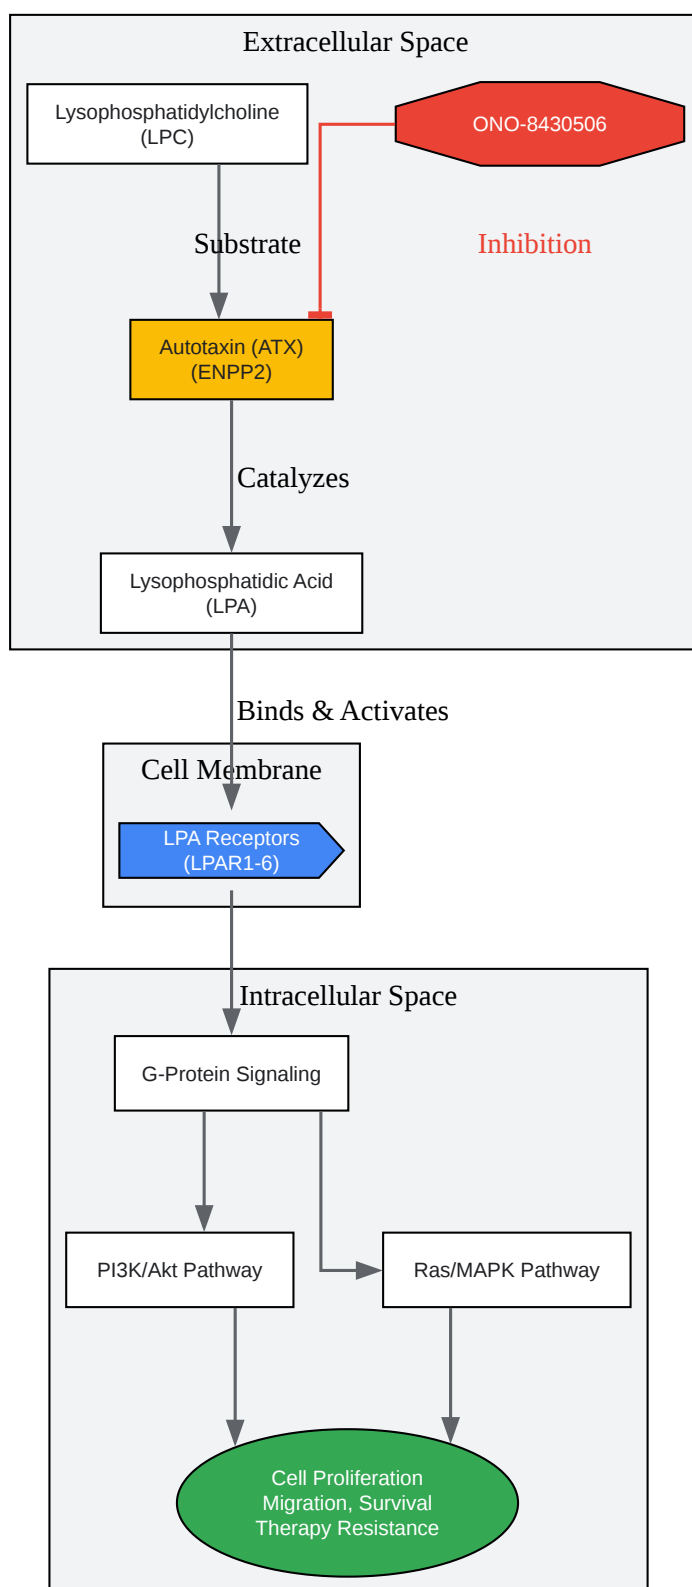 Extracellular Space
Lysophosphatidylcholine
(LPC)
ONO-8430506
Substrate
Inhibition
Autotaxin (ATX)
(ENPP2)
Catalyzes
Lysophosphatidic Acid
(LPA)
Binds & Activates
Cell Membrane
LPA Receptors
(LPAR1-6)
Intracellular Space
G-Protein Signaling
PI3K/Akt Pathway
Ras/MAPK Pathway
Cell Proliferation
Migration, Survival
Therapy Resistance